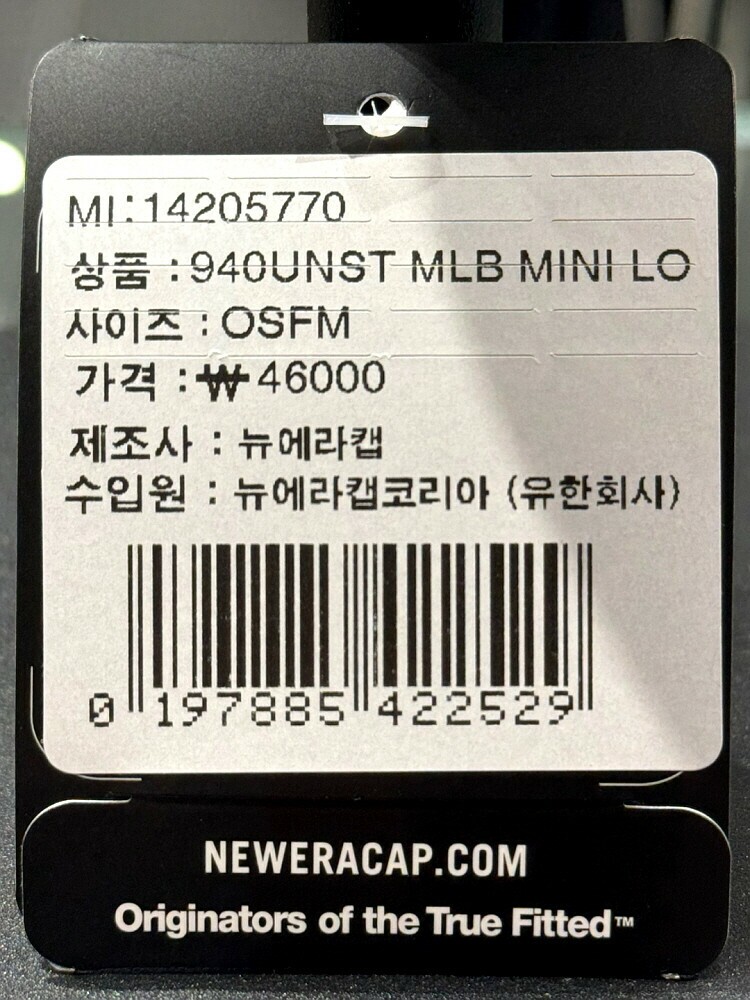 MI:14205770
상품 :940UNST MLB MINI LO
사이즈 : OSFM
가격 :₩46000
제조사 : 뉴에라캡
수입원 : 뉴에라캡코리아 (유한회사)
0 197885 422529
NEWERACAP.COM
Originators of the True Fitted™